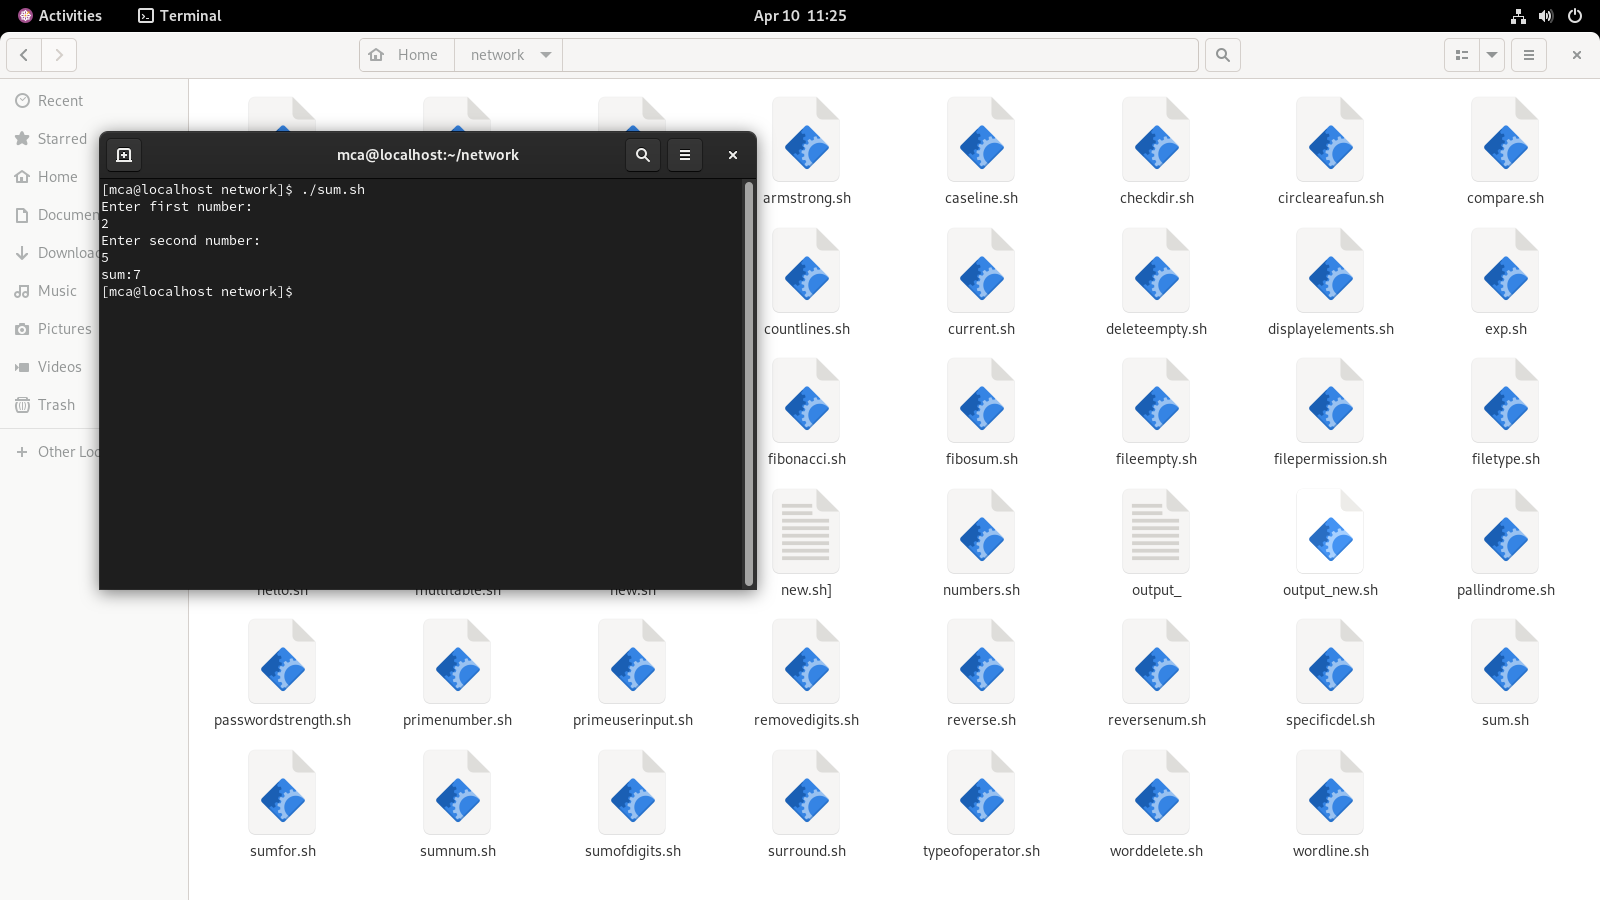 Activities
Terminal
Apr 10 11:25
Home
network
Recent
Starred
Home
Music
Pictures
Videos
Trash
Other
mca@localhost:~/network
[mca@localhost network]$ ./sum.sh
Enter first number:
2
Enter second number:
5
sum:7
[mca@localhost network]$
armstrong.sh
caseline.sh
checkdir.sh
circleareafun.sh
compare.sh
countlines.sh
current.sh
deleteempty.sh
displayelements.sh
exp.sh
fibonacci.sh
fibosum.sh
fileempty.sh
filepermission.sh
filetype.sh
hello.sh
multitable.sh
new.sh
new.sh]
numbers.sh
output_
output_new.sh
pallindrome.sh
passwordstrength.sh
primenumber.sh
primeuserinput.sh
removedigits.sh
reverse.sh
reversenum.sh
specificdel.sh
sum.sh
sumfor.sh
sumnum.sh
sumofdigits.sh
surround.sh
typeofoperator.sh
worddelete.sh
wordline.sh